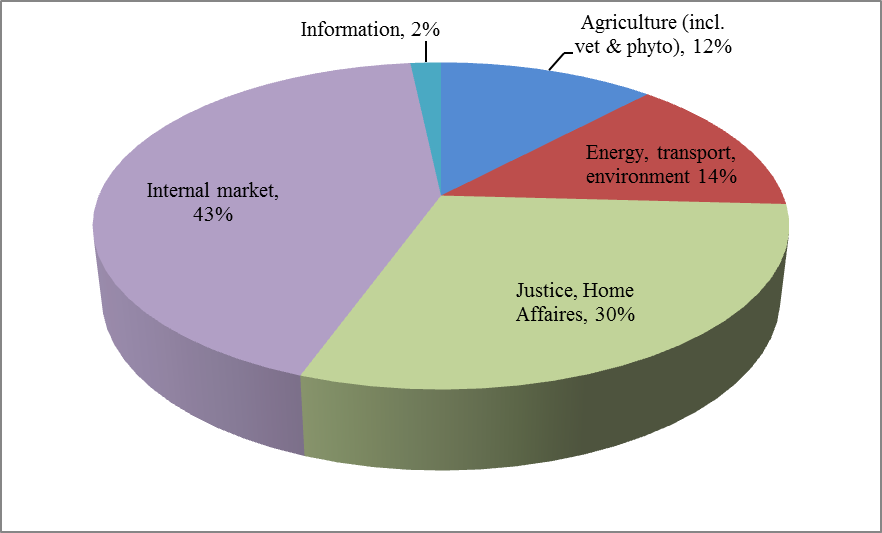 Information, 2%
Agriculture (incl.
vet & phyto), 12%
Energy, transport,
environment 14%
Internal market,
43%
Justice, Home
Affaires, 30%